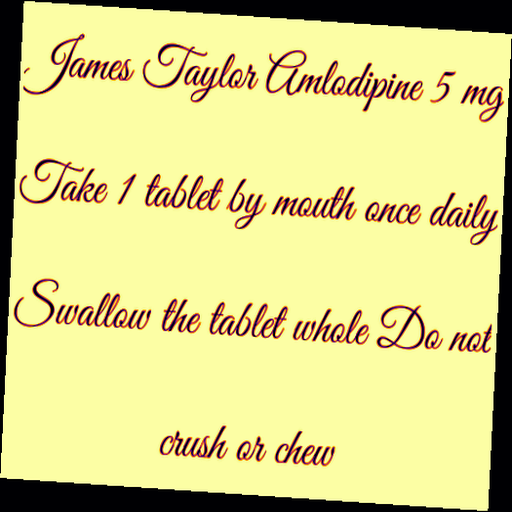 James Taylor Amlodipine 5 mg
Take 1 tablet by mouth once daily
Swallow the tablet whole Do not
crush or chew